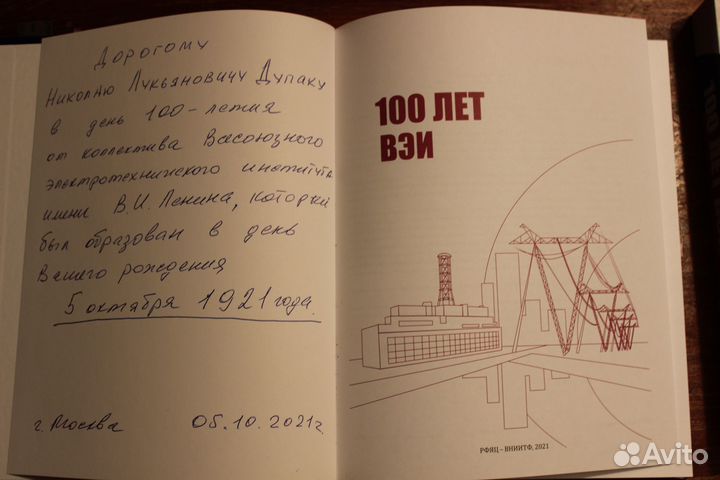 Дорогому
Николаю Лукьяновичу Дупаку
в день 100-летия
от коллектива Всесоюзного
электротехнического института
имени В.И. Ленина, который
был образован в день
Вашего рождения
5 октября 1921 года.
г. Москва 05.10.2021г.
100 ЛЕТ
ВЭИ
РФЯЦ – ВНИИТФ, 2021
Avito